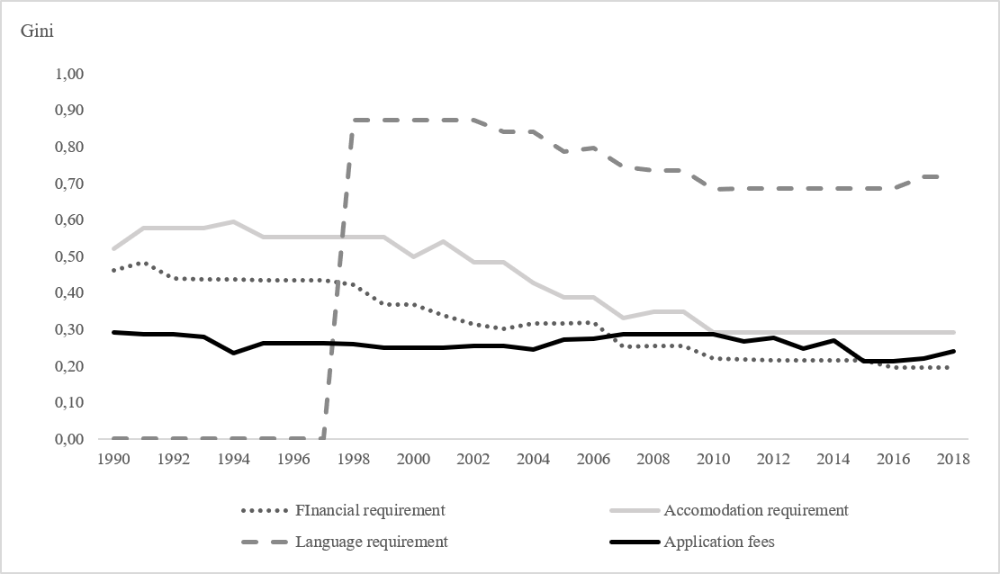 Gini
1,00
0,90
0,80
0,70
0,60
0,50
0,40
0,30
0,20
0,10
0,00
1990 1992 1994 1996 1998 2000 2002 2004 2006 2008 2010 2012 2014 2016 2018
FInancial requirement Accomodation requirement
Language requirement Application fees